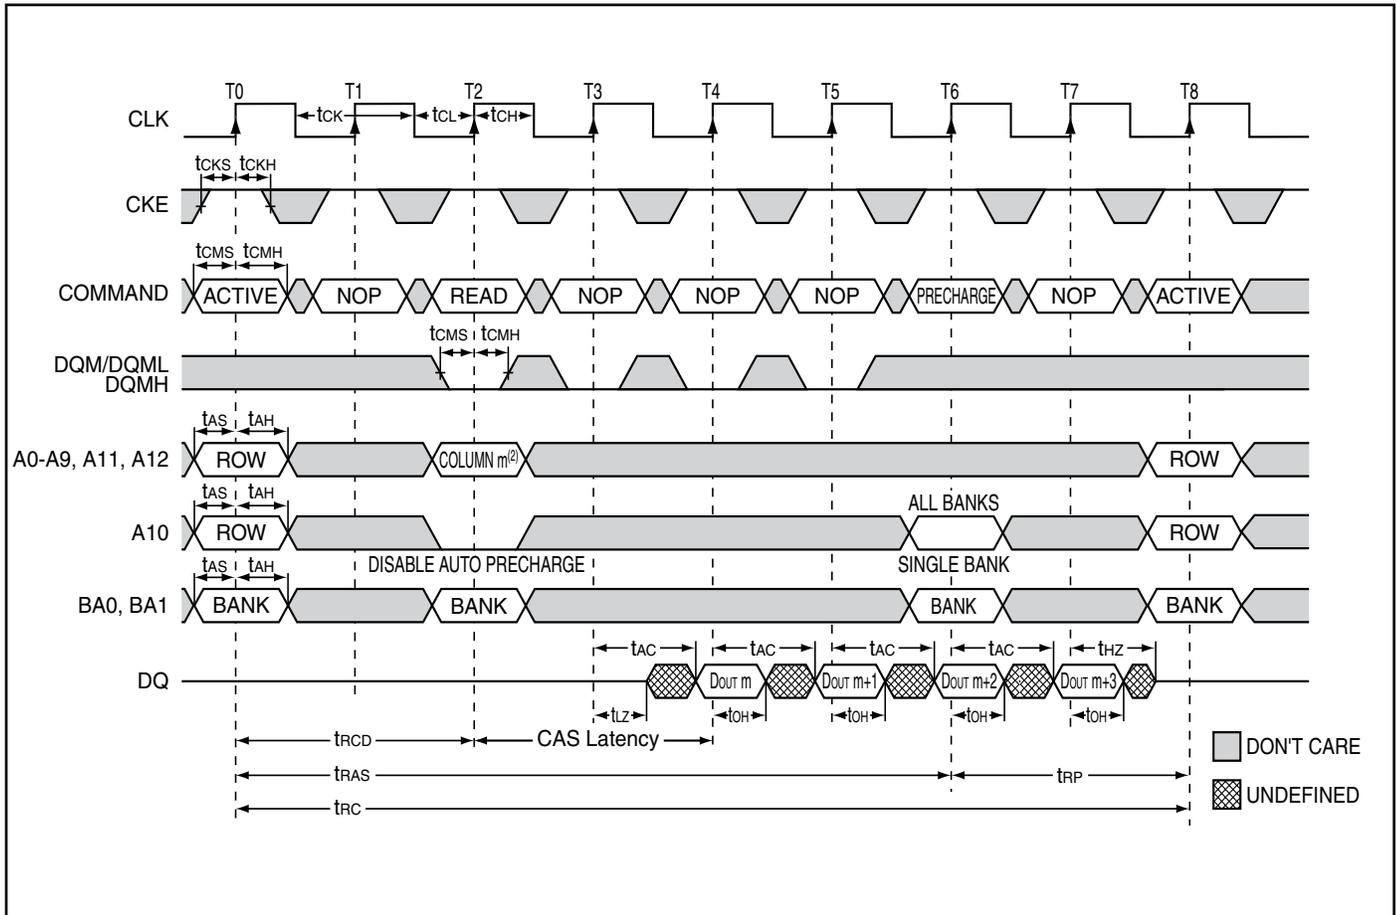 T0 T1 T2 T3 T4 T5 T6 T7 T8
CLK tCK tCL tCH
tCKS tCKH
CKE
tCMS tCMH
COMMAND ACTIVE NOP READ NOP NOP NOP PRECHARGE NOP ACTIVE
tCMS tCMH
DQM/DQML
DQMH
tAS tAH
A0-A9, A11, A12 ROW COLUMN m(2) ROW
tAS tAH ALL BANKS
A10 ROW ROW
DISABLE AUTO PRECHARGE SINGLE BANK
tAS tAH
BA0, BA1 BANK BANK BANK BANK
tAC tAC tAC tAC tHZ
DQ DOUT m DOUT m+1 DOUT m+2 DOUT m+3
tLZ tOH tOH tOH tOH
tRCD CAS Latency
DON'T CARE
tRAS tRP
UNDEFINED
tRC